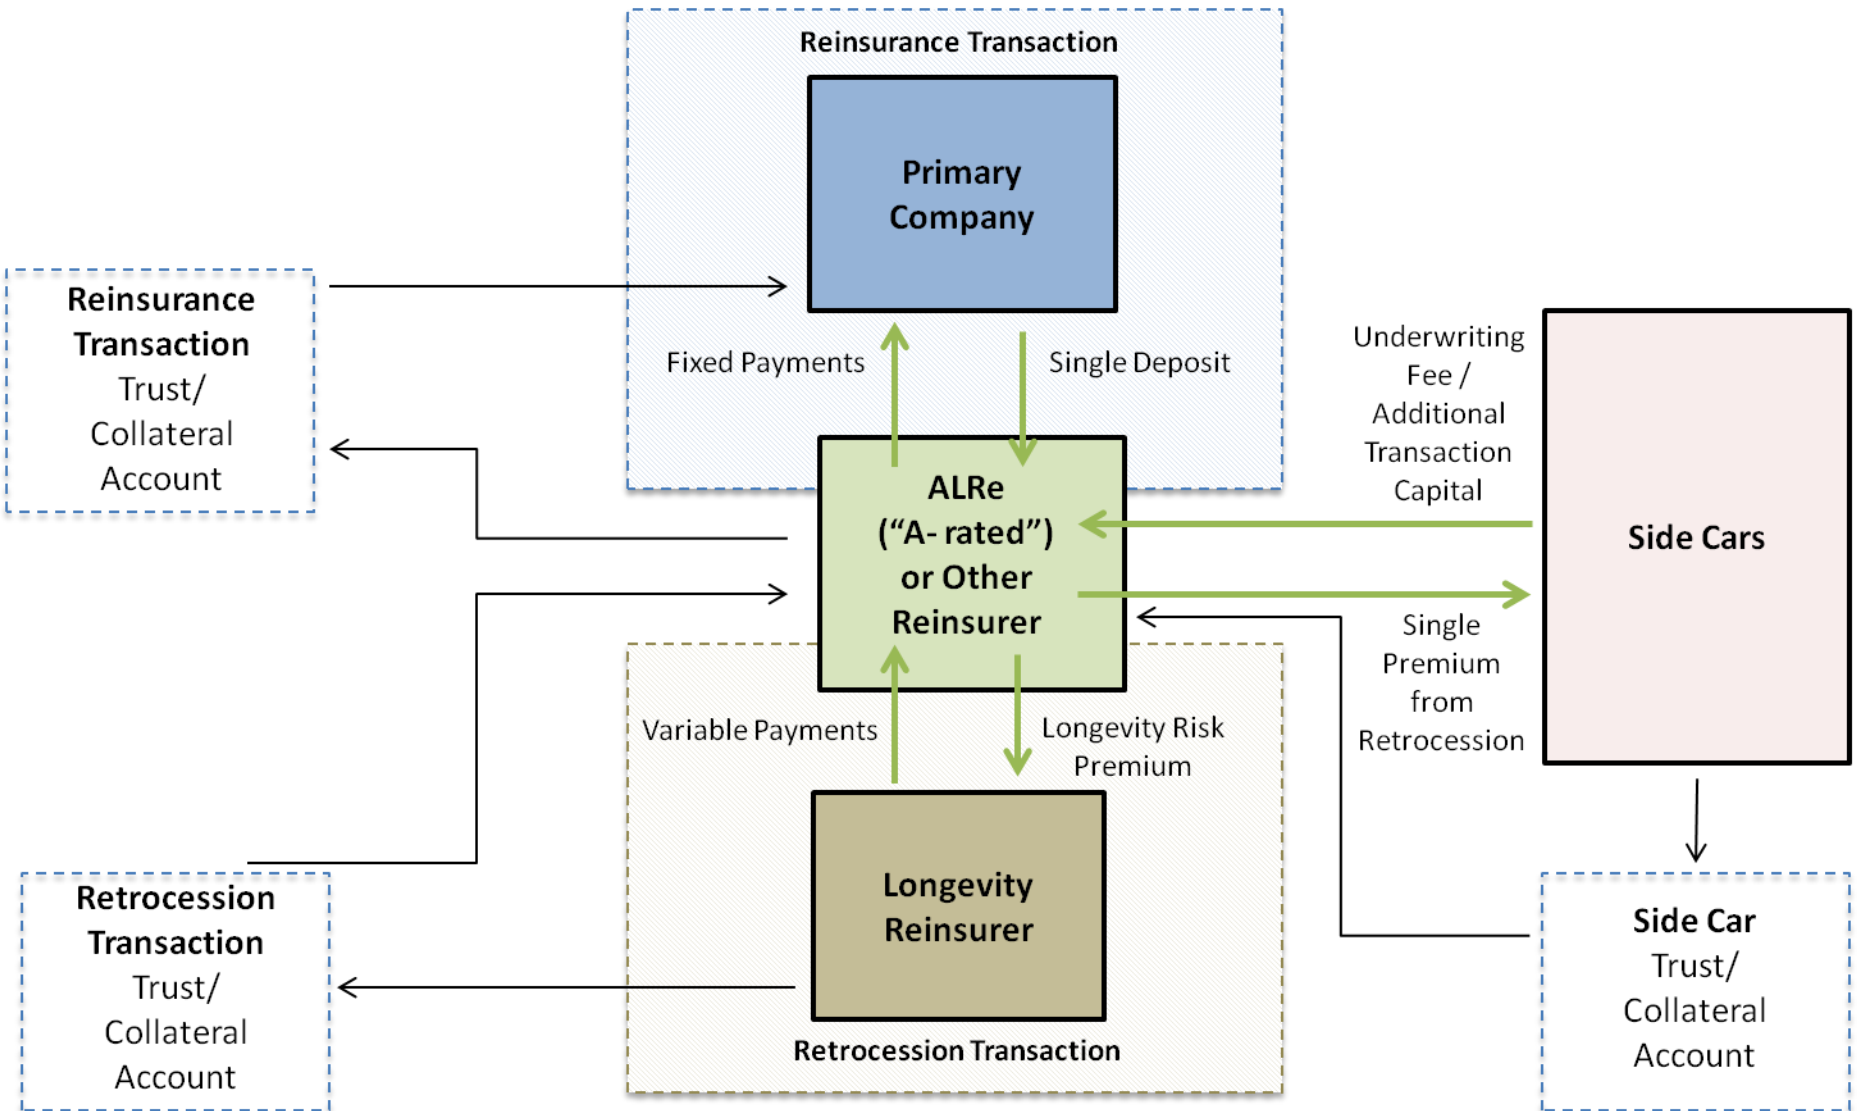 Reinsurance Transaction
Primary
Company
Reinsurance
Transaction
Trust/
Collateral
Account
Fixed Payments
Single Deposit
Underwriting
Fee /
Additional
Transaction
Capital
ALRe
(“A- rated”)
or Other
Reinsurer
Side Cars
Single
Premium
from
Retrocession
Variable Payments
Longevity Risk
Premium
Longevity
Reinsurer
Retrocession Transaction
Retrocession
Transaction
Trust/
Collateral
Account
Side Car
Trust/
Collateral
Account